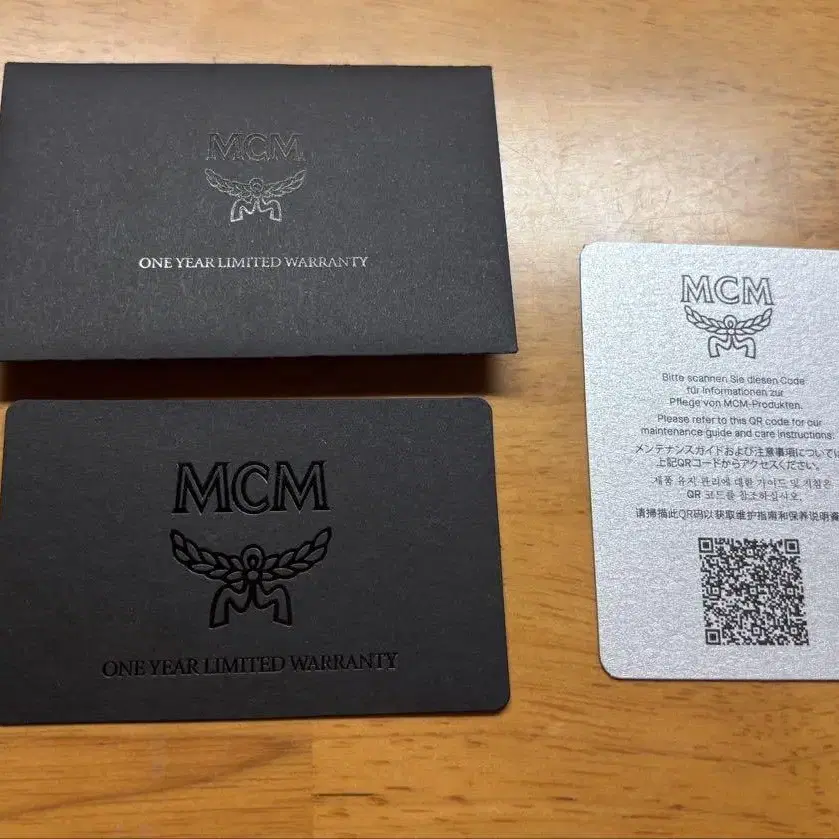 MCM
ONE YEAR LIMITED WARRANTY
MCM
ONE YEAR LIMITED WARRANTY
MCM
Bitte scannen Sie diesen Code
für Informationen zur
Pflege von MCM-Produkten.
Please refer to this QR code for our
maintenance guide and care instructions.
メンテナンスガイドおよび注意事項については
上記QRコードからアクセスください。
제품 유지 관리에 대한 가이드 및 지침은
QR 코드를 참조하십시오.
请扫描此QR码以获取维护指南和保养说明